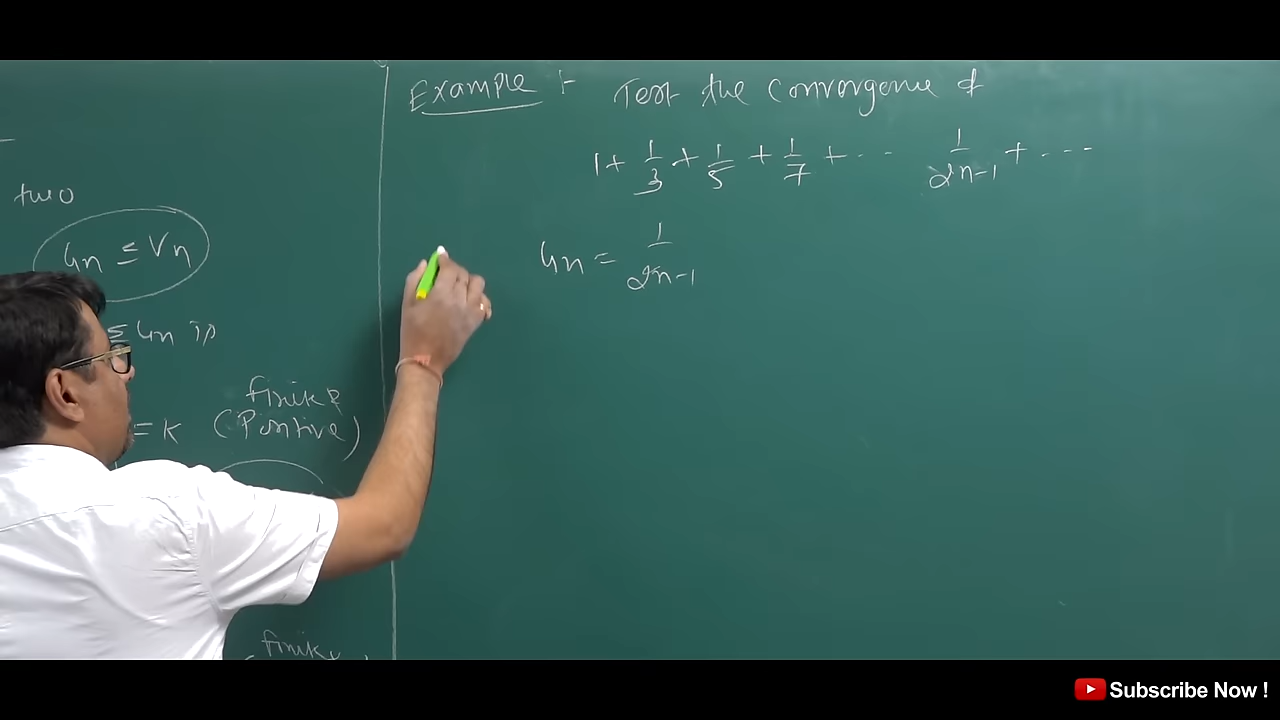 two
Un ≤ Vn
≤ Un is
finite &
= K (Positive)
finite
Example :- Test the convergence of
1 + 1/3 + 1/5 + 1/7 + --- 1/2n-1 + ---
Un = 1/2n-1
Subscribe Now !